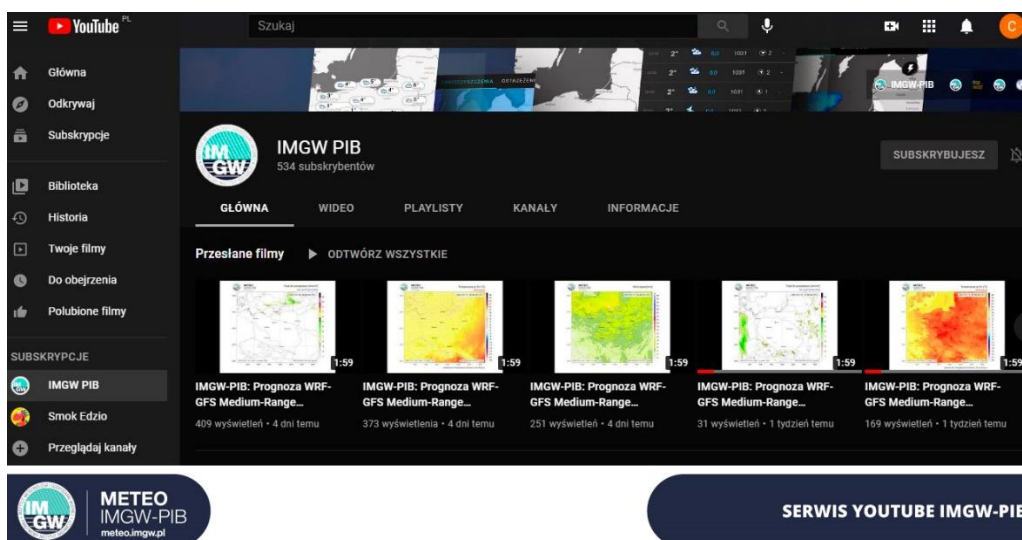 YouTube PL
Szukaj
C
Główna
Odkrywaj
Subskrypcje
Biblioteka
Historia
Twoje filmy
Do obejrzenia
Polubione filmy
SUBSKRYPCJE
IMGW PIB
Smok Edzio
Przeglądaj kanały
IMGW-PIB
IMGW
IMGW PIB
534 subskrybentów
SUBSKRYBUJESZ
GŁÓWNA WIDEO PLAYLISTY KANAŁY INFORMACJE
Przesłane filmy ODTWÓRZ WSZYSTKIE
1:59 1:59 1:59 1:59 1:59
IMGW-PIB: Prognoza WRF-
GFS Medium-Range...
409 wyświetleń • 4 dni temu
IMGW-PIB: Prognoza WRF-
GFS Medium-Range...
373 wyświetlenia • 4 dni temu
IMGW-PIB: Prognoza WRF-
GFS Medium-Range...
251 wyświetleń • 4 dni temu
IMGW-PIB: Prognoza WRF-
GFS Medium-Range...
31 wyświetleń • 1 tydzień temu
IMGW-PIB: Prognoza WRF-
GFS Medium-Range...
169 wyświetleń • 1 tydzień temu
IMGW
METEO
IMGW-PIB
meteo.imgw.pl
SERWIS YOUTUBE IMGW-PIB